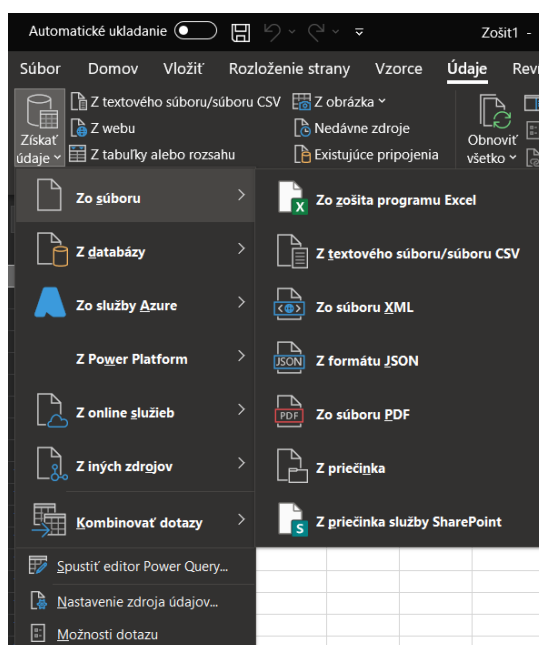 Automatické ukladanie
Zošit1 -
Súbor Domov Vložiť Rozloženie strany Vzorce Údaje Rev
Získať údaje
Z textového súboru/súboru CSV
Z webu
Z tabuľky alebo rozsahu
Z obrázka
Nedávne zdroje
Existujúce pripojenia
Obnoviť
všetko
Zo súboru
Z databázy
Zo služby Azure
Z Power Platform
Z online služieb
Z iných zdrojov
Kombinovať dotazy
Spustiť editor Power Query...
Nastavenie zdroja údajov...
Možnosti dotazu
X
Zo zošita programu Excel
Z textového súboru/súboru CSV
Zo súboru XML
JSON
Z formátu JSON
PDF
Zo súboru PDF
Z priečinka
S
Z priečinka služby SharePoint